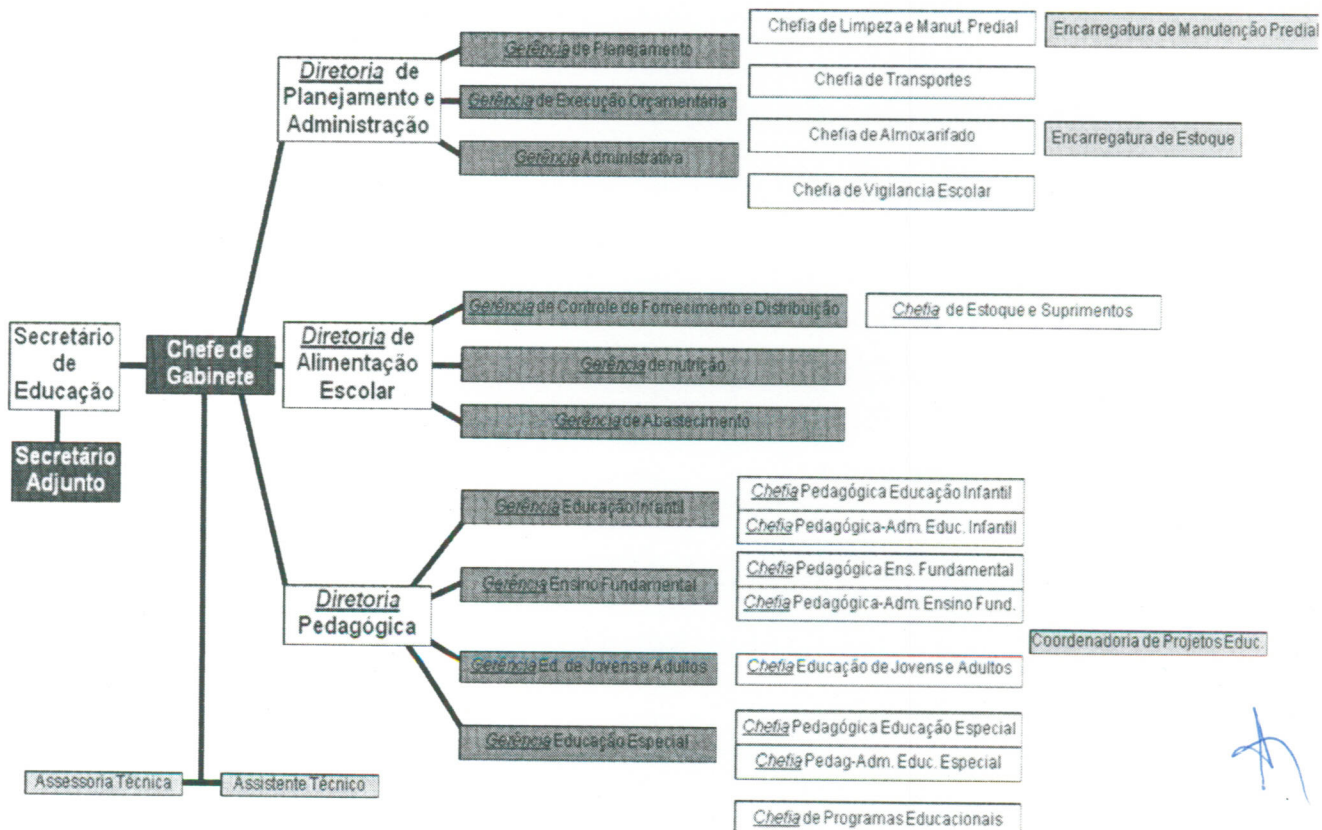 Secretário
de
Educação
Secretário
Adjunto
Chefe de
Gabinete
Assessoria Técnica
Assistente Técnico
Diretoria de
Planejamento e
Administração
Gerência de Planejamento
Gerência de Execução Orçamentária
Gerência Administrativa
Chefia de Limpeza e Manut. Predial
Encarregatura de Manutenção Predial
Chefia de Transportes
Chefia de Almoxarifado
Encarregatura de Estoque
Chefia de Vigilancia Escolar
Diretoria de
Alimentação
Escolar
Gerência de Controle de Fornecimento e Distribuição
Chefia de Estoque e Suprimentos
Gerência de nutrição
Gerência de Abastecimento
Diretoria
Pedagógica
Gerência Educação Infantil
Chefia Pedagógica Educação Infantil
Chefia Pedagógica-Adm. Educ. Infantil
Gerência Ensino Fundamental
Chefia Pedagógica Ens. Fundamental
Chefia Pedagógica-Adm. Ensino Fund.
Gerência Ed. de Jovens e Adultos
Chefia Educação de Jovens e Adultos
Coordenadoria de Projetos Educ.
Gerência Educação Especial
Chefia Pedagógica Educação Especial
Chefia Pedag-Adm. Educ. Especial
Chefia de Programas Educacionais